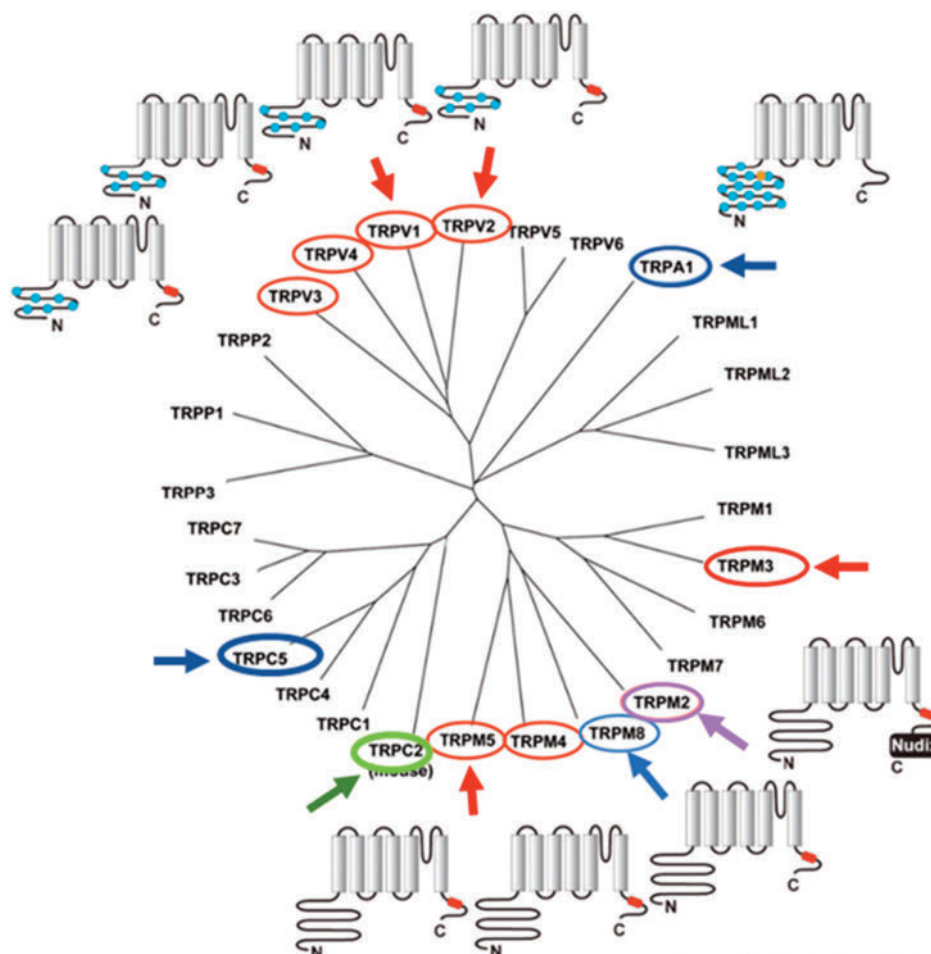 C
C
N
N
C
N
C
N
C
N
TRPV1
TRPV2
TRPV5
TRPV4
TRPV6
TRPA1
TRPV3
TRPML1
TRPP2
TRPML2
TRPP1
TRPML3
TRPP3
TRPM1
TRPC7
TRPM3
TRPC3
TRPC6
TRPM6
TRPC5
TRPM7
TRPC4
TRPM2
TRPC1
TRPM8
TRPC2
TRPM5
TRPM4
(mouse)
Nudix
N
C
C
N
C
C
N
N